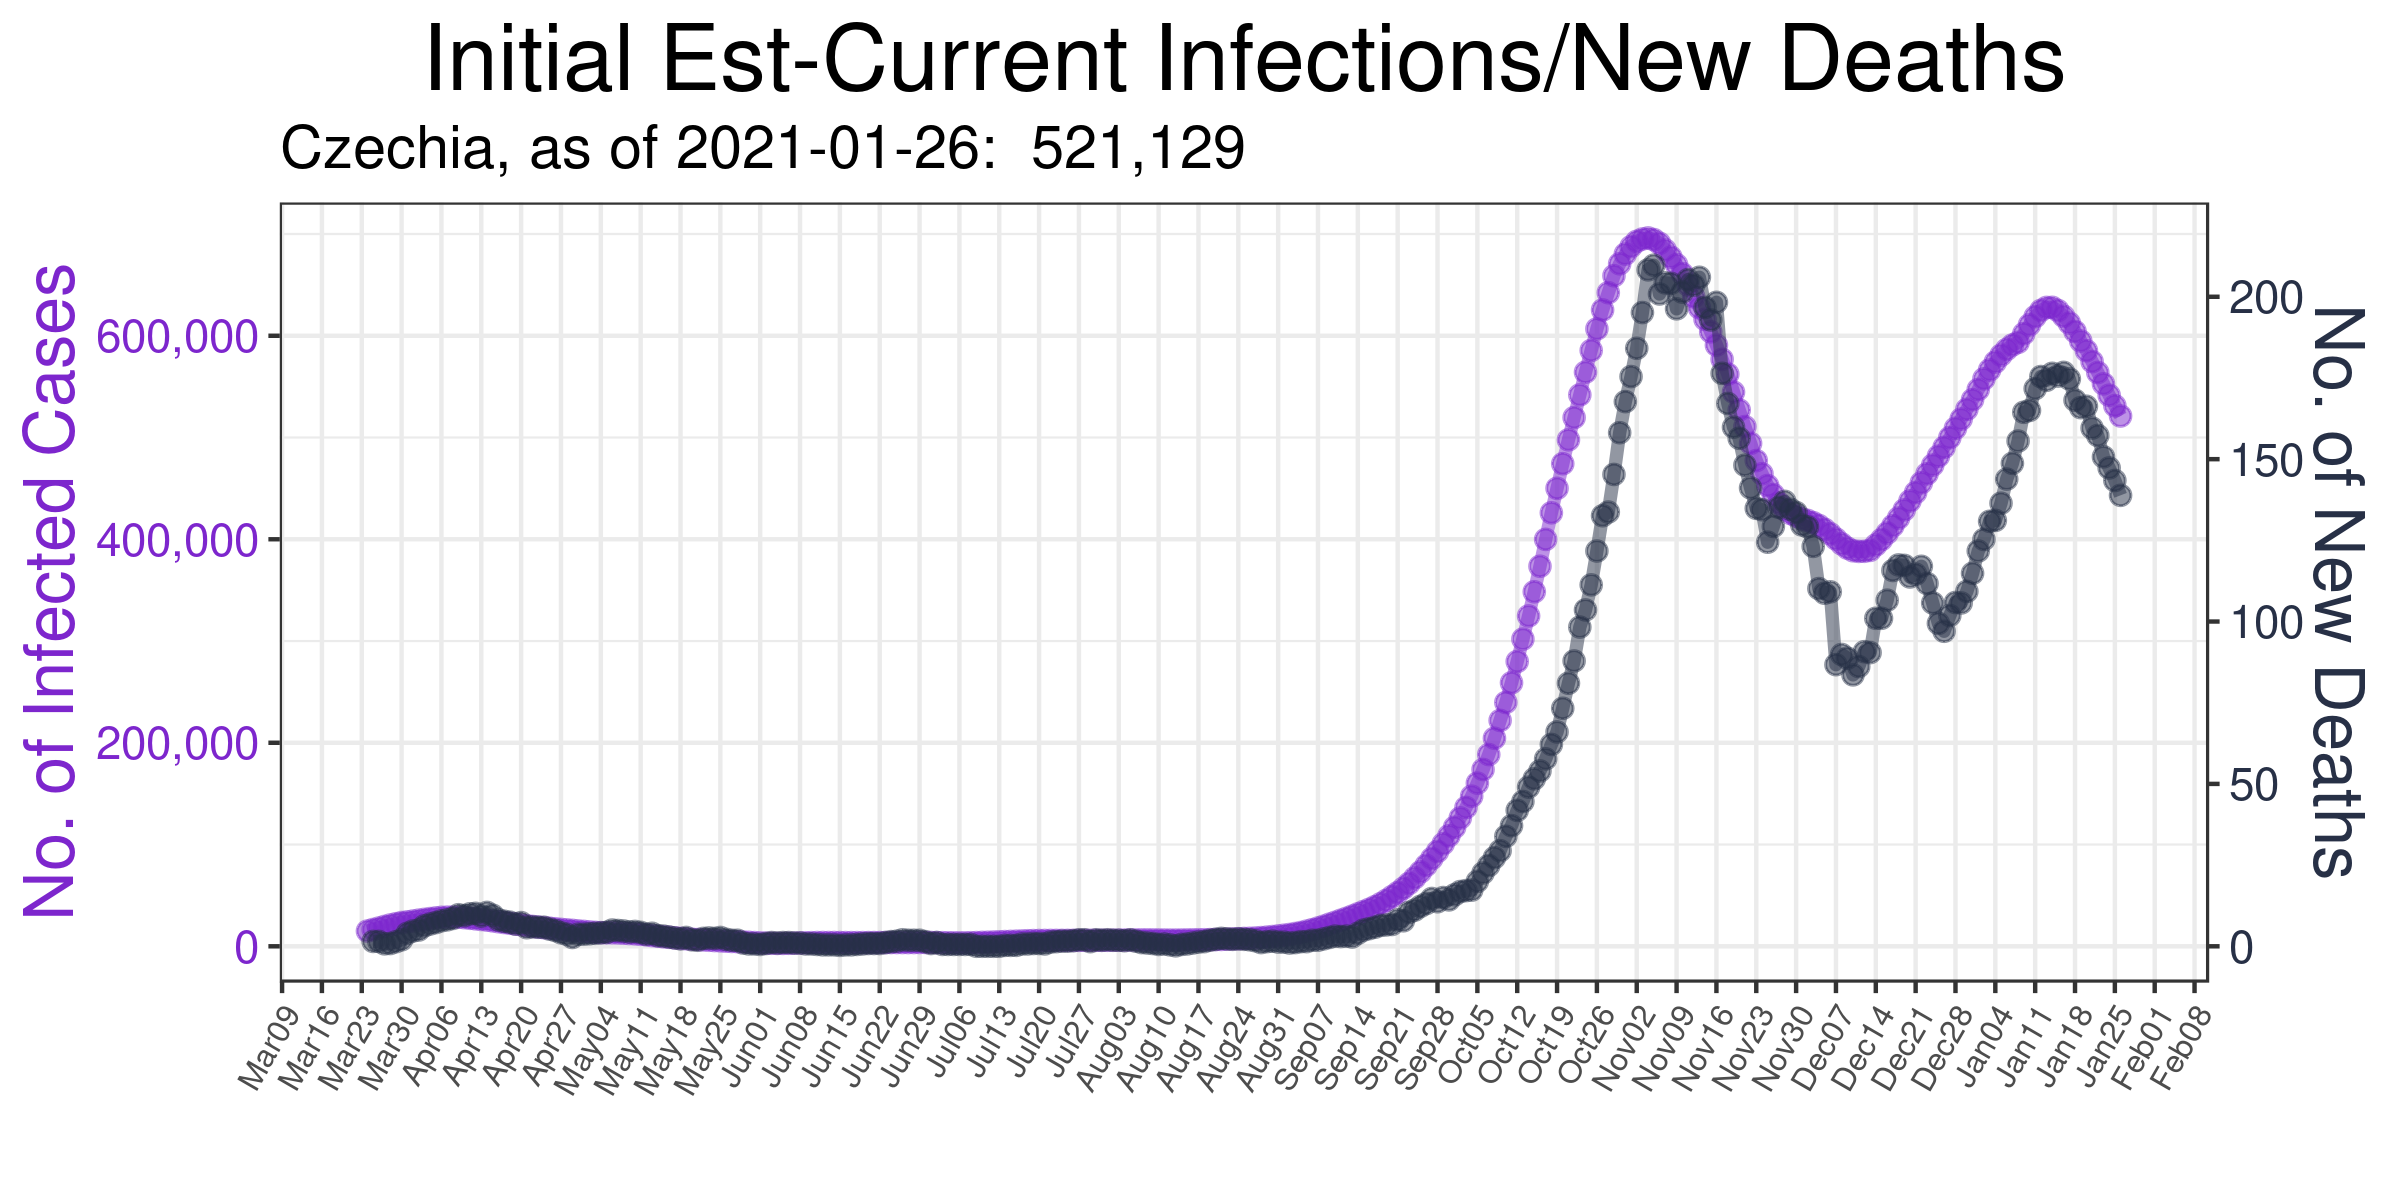 Initial Est-Current Infections/New Deaths
Czechia, as of 2021-01-26:  521,129
No. of Infected Cases
600,000
400,000
200,000
0
200
150
100
50
0
No. of New Deaths
Mar09
Mar16
Mar23
Mar30
Apr06
Apr13
Apr20
Apr27
May04
May11
May18
May25
Jun01
Jun08
Jun15
Jun22
Jun29
Jul06
Jul13
Jul20
Jul27
Aug03
Aug10
Aug17
Aug24
Aug31
Sep07
Sep14
Sep21
Sep28
Oct05
Oct12
Oct19
Oct26
Nov02
Nov09
Nov16
Nov23
Nov30
Dec07
Dec14
Dec21
Dec28
Jan04
Jan11
Jan18
Jan25
Feb01
Feb08